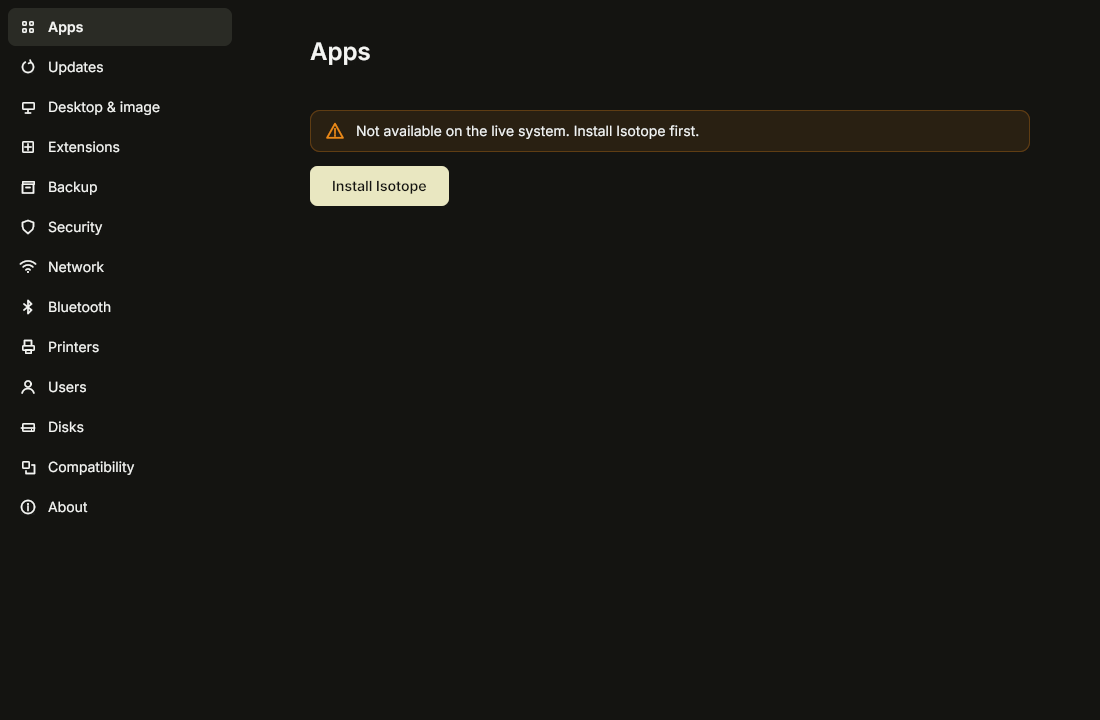 Apps
Updates
Desktop & image
Extensions
Backup
Security
Network
Bluetooth
Printers
Users
Disks
Compatibility
About
Apps
Not available on the live system. Install Isotope first.
Install Isotope